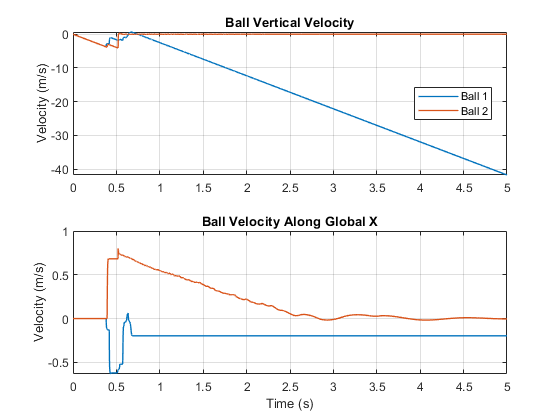 Ball Vertical Velocity
Velocity (m/s)
0
-10
-20
-30
-40
Ball 1
Ball 2
0 0.5 1 1.5 2 2.5 3 3.5 4 4.5 5
Ball Velocity Along Global X
Velocity (m/s)
1
0.5
0
-0.5
0 0.5 1 1.5 2 2.5 3 3.5 4 4.5 5
Time (s)